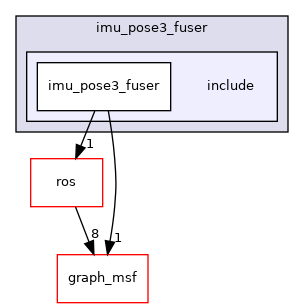 imu_pose3_fuser
imu_pose3_fuser
include
1
ros
8
1
graph_msf